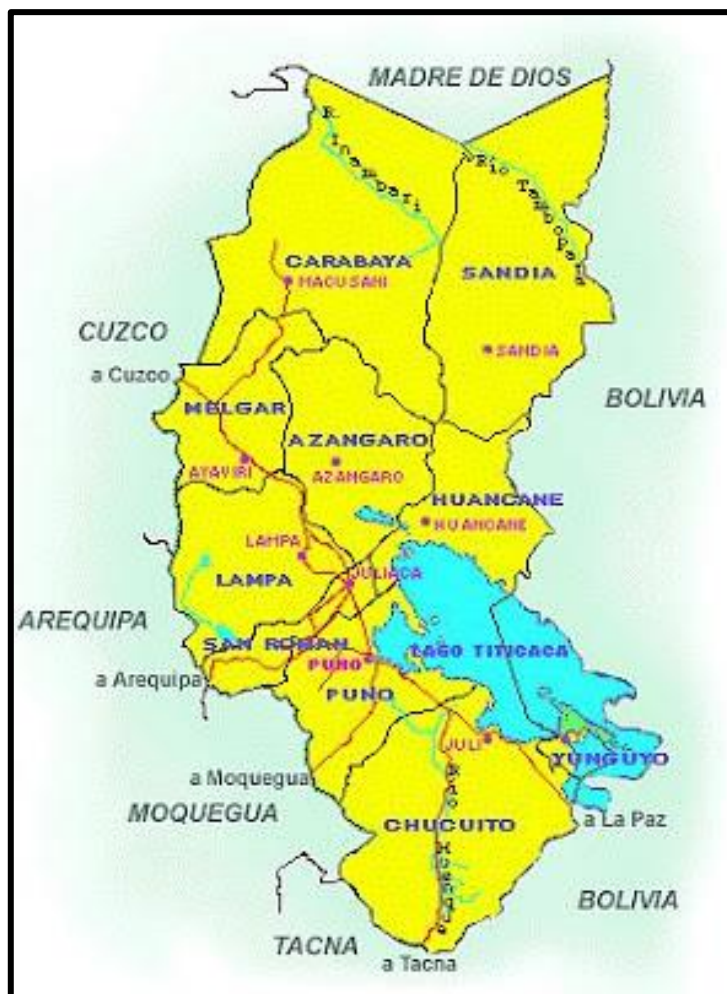 MADRE DE DIOS
R. Inambari
Rio Tambopata
CARABAYA
MACUSANI
SANDIA
SANDIA
CUZCO
a Cuzco
BOLIVIA
MELGAR
AZANGARO
AYAVIRI
AZANGARO
HUANCANE
HUANCANE
LAMPA
LAMPA
JULIACA
AREQUIPA
SAN ROMAN
LAGO TITICACA
PUNO
a Arequipa
PUNO
JULI
YUNGUYO
a Moquegua
MOQUEGUA
CHUCUITO
a La Paz
BOLIVIA
TACNA
a Tacna